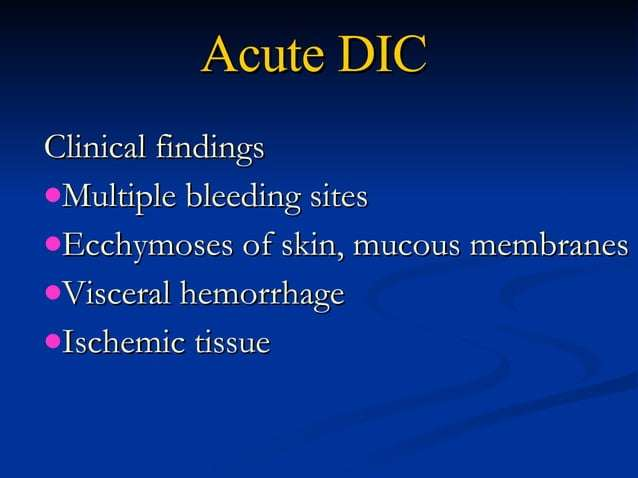 Acute DIC
Clinical findings
●Multiple bleeding sites
●Ecchymoses of skin, mucous membranes
●Visceral hemorrhage
●Ischemic tissue